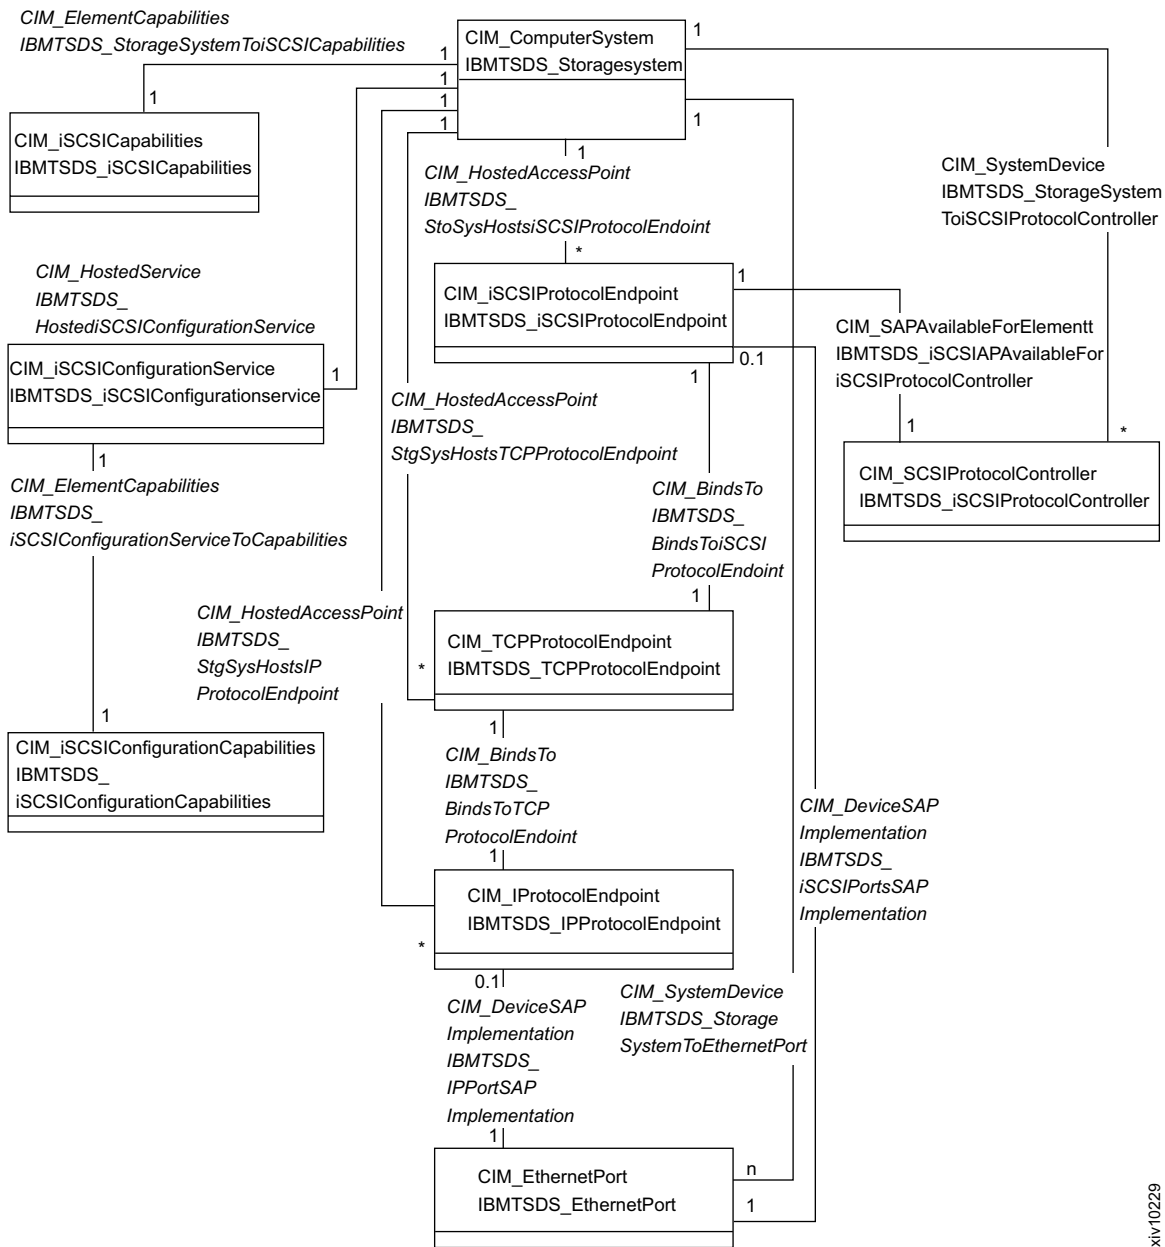 CIM_ElementCapabilities
IBMTSDS_StorageSystemToiSCSICapabilities
1
1
CIM_ComputerSystem
IBMTSDS_Storagesystem
1
1
1
1
1
1
1
CIM_iSCSICapabilities
IBMTSDS_iSCSICapabilities
CIM_HostedAccessPoint
IBMTSDS_
StoSysHostsiSCSIProtocolEndoint
*
CIM_SystemDevice
IBMTSDS_StorageSystem
ToiSCSIProtocolController
CIM_HostedService
IBMTSDS_
HostediSCSIConfigurationService
CIM_iSCSIProtocolEndpoint
IBMTSDS_iSCSIProtocolEndpoint
1
0.1
1
CIM_SAPAvailableForElementt
IBMTSDS_iSCSIAPAvailableFor
iSCSIProtocolController
1
*
CIM_iSCSIConfigurationService
IBMTSDS_iSCSIConfigurationservice
1
1
CIM_HostedAccessPoint
IBMTSDS_
StgSysHostsTCPProtocolEndpoint
CIM_SCSIProtocolController
IBMTSDS_iSCSIProtocolController
CIM_ElementCapabilities
IBMTSDS_
iSCSIConfigurationServiceToCapabilities
CIM_BindsTo
IBMTSDS_
BindsToiSCSI
ProtocolEndoint
1
CIM_HostedAccessPoint
IBMTSDS_
StgSysHostsIP
ProtocolEndpoint
CIM_TCPProtocolEndpoint
IBMTSDS_TCPProtocolEndpoint
*
1
1
CIM_iSCSIConfigurationCapabilities
IBMTSDS_
iSCSIConfigurationCapabilities
CIM_BindsTo
IBMTSDS_
BindsToTCP
ProtocolEndoint
1
CIM_DeviceSAP
Implementation
IBMTSDS_
iSCSIPortsSAP
Implementation
CIM_IProtocolEndpoint
IBMTSDS_IPProtocolEndpoint
*
0.1
CIM_DeviceSAP
Implementation
IBMTSDS_
IPPortSAP
Implementation
1
CIM_SystemDevice
IBMTSDS_Storage
SystemToEthernetPort
CIM_EthernetPort
IBMTSDS_EthernetPort
n
1
xiv10229